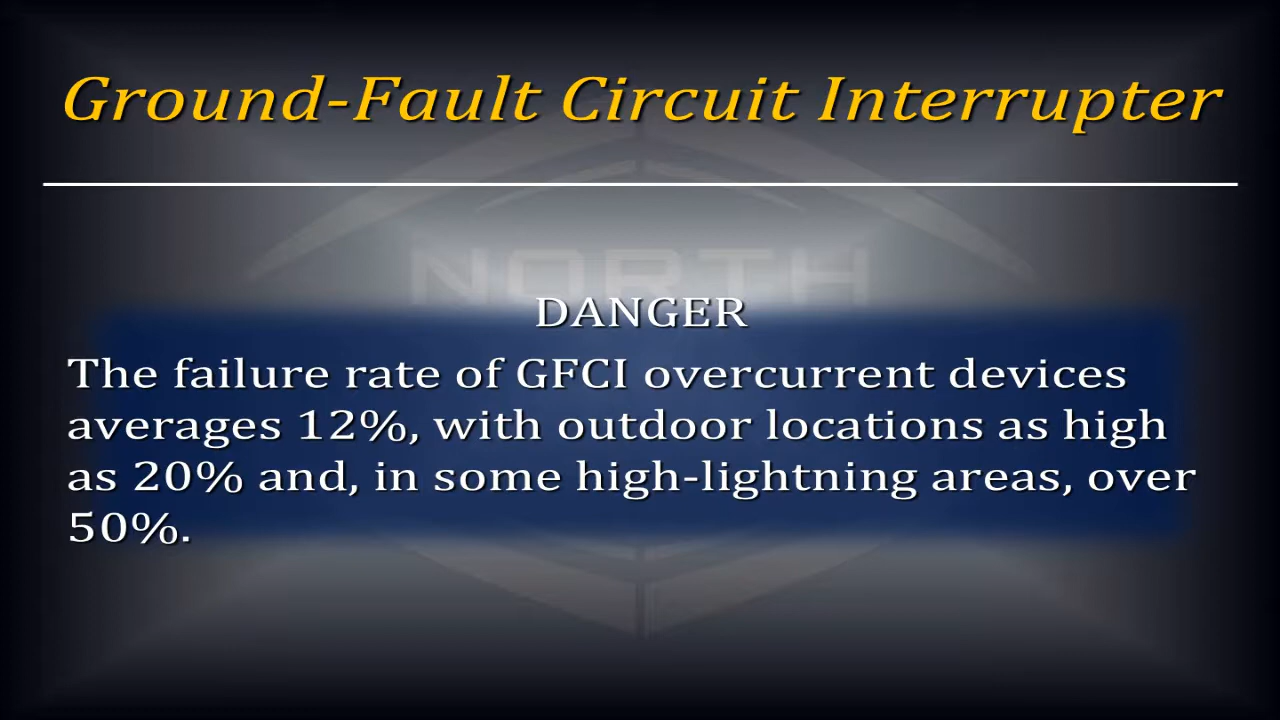 Ground-Fault Circuit Interrupter
NORTH
DANGER
The failure rate of GFCI overcurrent devices
averages 12%, with outdoor locations as high
as 20% and, in some high-lightning areas, over
50%.